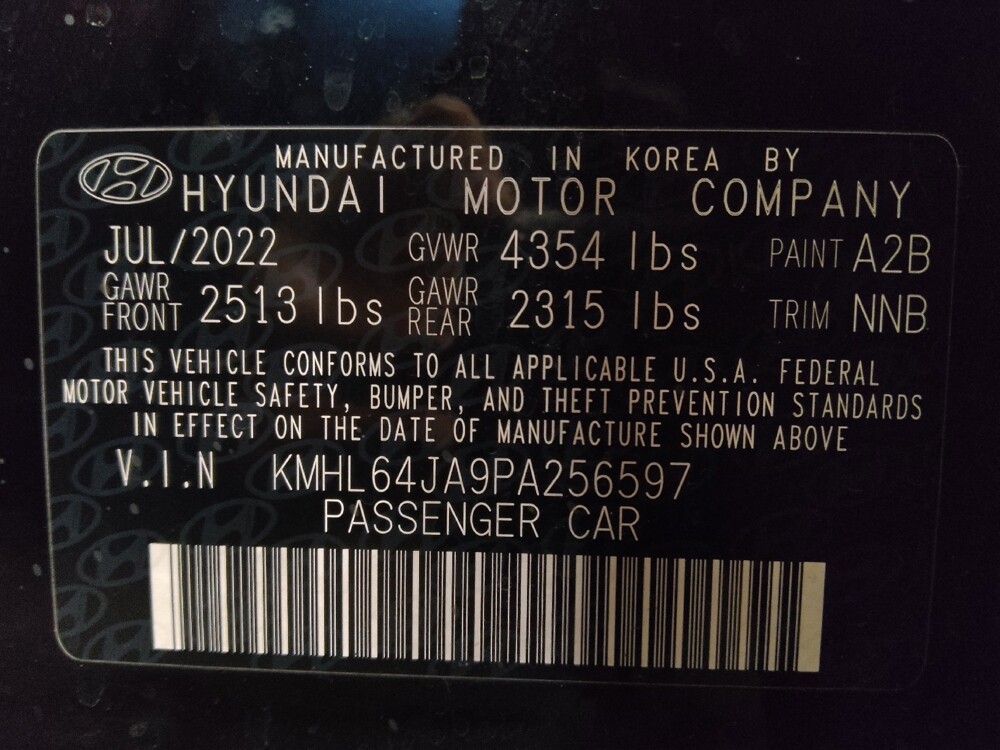 MANUFACTURED IN KOREA BY
HYUNDAI MOTOR COMPANY
JUL/2022 GVWR 4354 lbs PAINT A2B
GAWR FRONT 2513 lbs GAWR REAR 2315 lbs TRIM NNB
THIS VEHICLE CONFORMS TO ALL APPLICABLE U.S.A. FEDERAL
MOTOR VEHICLE SAFETY, BUMPER, AND THEFT PREVENTION STANDARDS
IN EFFECT ON THE DATE OF MANUFACTURE SHOWN ABOVE
V.I.N KMHL64JA9PA256597
PASSENGER CAR